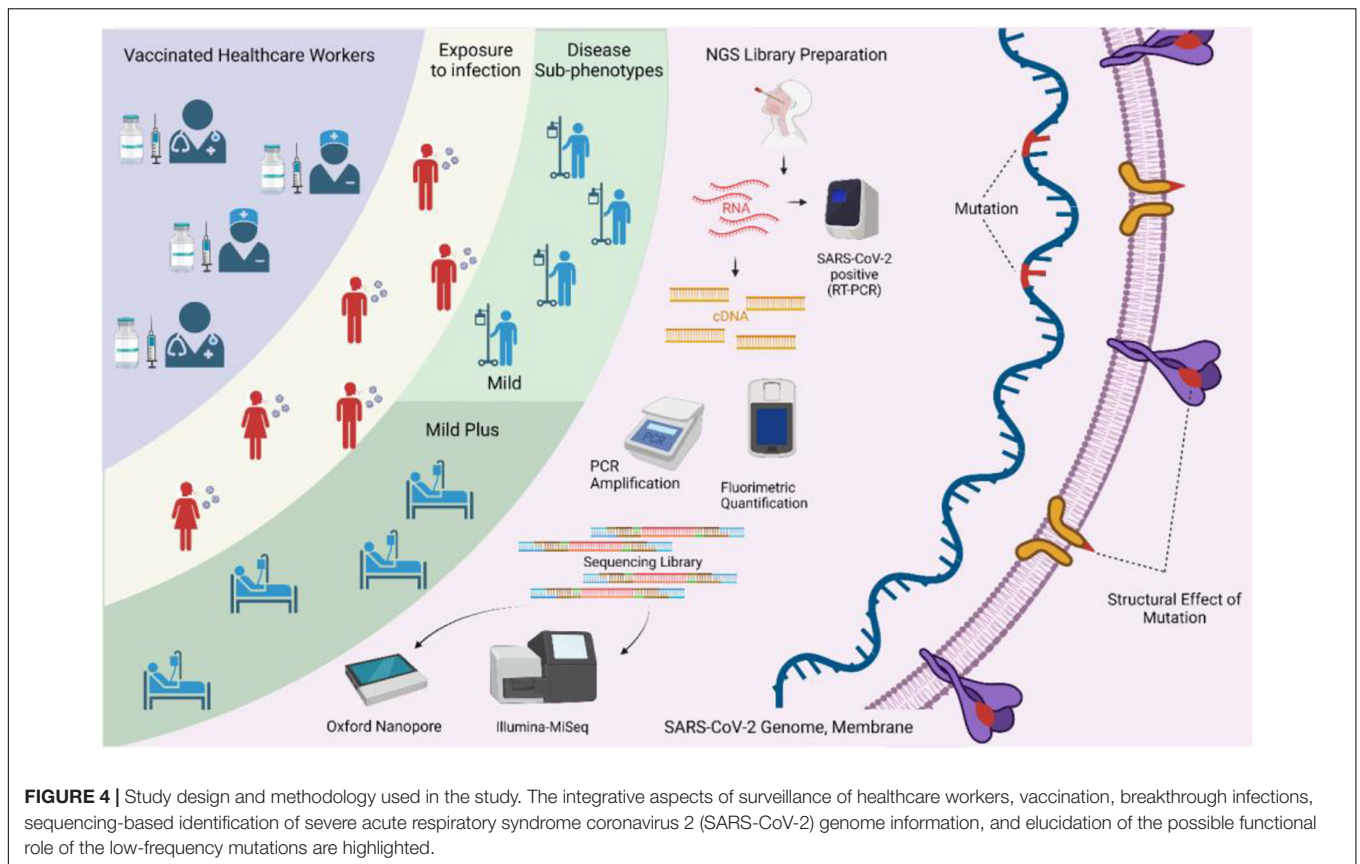 Vaccinated Healthcare Workers
Exposure
to infection
Disease
Sub-phenotypes
Mild
Mild Plus
NGS Library Preparation
RNA
SARS-CoV-2
positive
(RT-PCR)
cDNA
PCR
PCR
Amplification
Fluorimetric
Quantification
Sequencing Library
Oxford Nanopore
Illumina-MiSeq
Mutation
Structural Effect of
Mutation
SARS-CoV-2 Genome, Membrane
FIGURE 4 | Study design and methodology used in the study. The integrative aspects of surveillance of healthcare workers, vaccination, breakthrough infections,
sequencing-based identification of severe acute respiratory syndrome coronavirus 2 (SARS-CoV-2) genome information, and elucidation of the possible functional
role of the low-frequency mutations are highlighted.